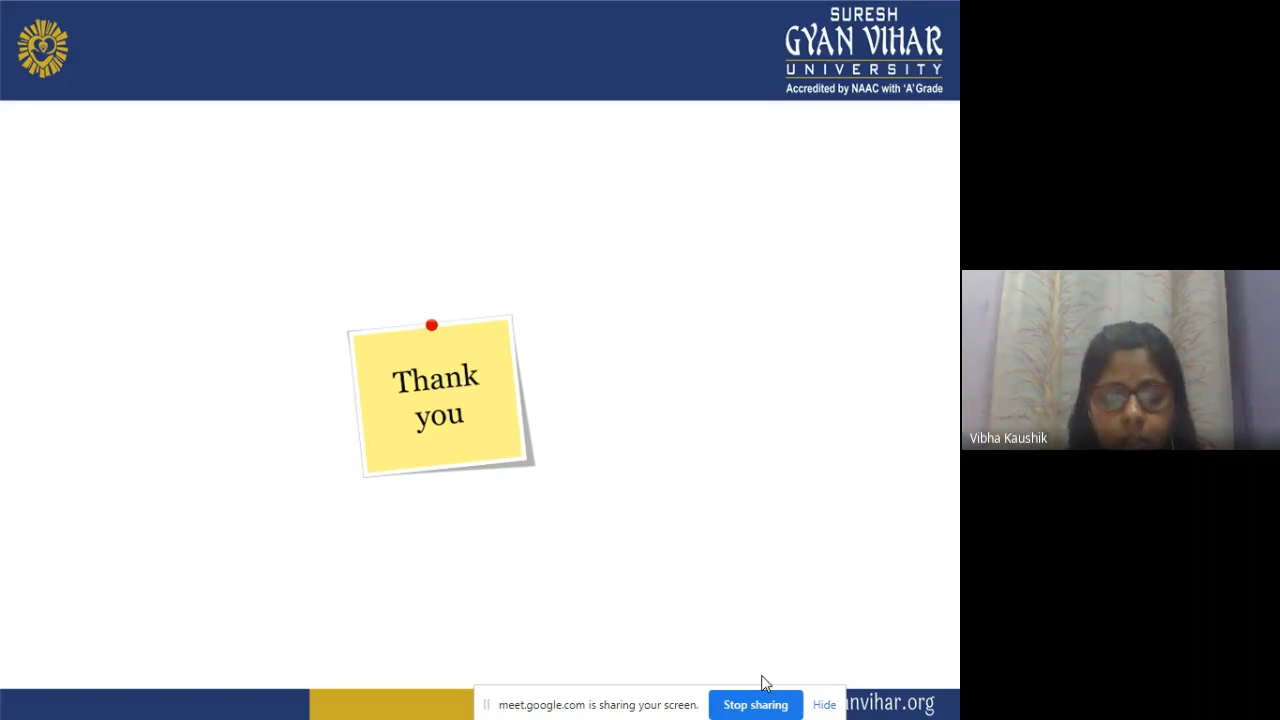 SURESH
GYAN VIHAR
UNIVERSITY
Accredited by NAAC with ‘A’ Grade
Thank
you
Vibha Kaushik
meet.google.com is sharing your screen.
Stop sharing
Hide
anvihar.org